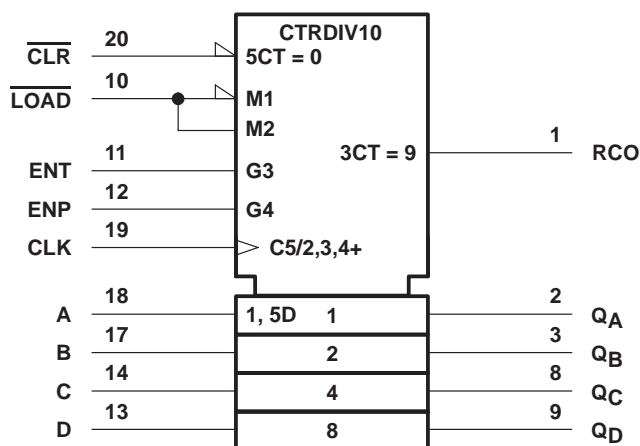 CTRDIV10
CLR 20 5CT = 0
LOAD 10 M1
M2
3CT = 9 1 RCO
ENT 11 G3
ENP 12 G4
CLK 19 C5/2,3,4+
A 18 1, 5D 1 2 QA
B 17 2 3 QB
C 14 4 8 QC
D 13 8 9 QD